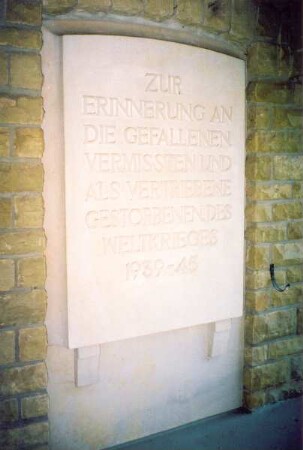 ZUR
ERINNERUNG AN
DIE GEFALLENEN
VERMISSTEN UND
ALS VERTRIEBENE
GESTORBENEN DES
WELTKRIEGES
1939-45